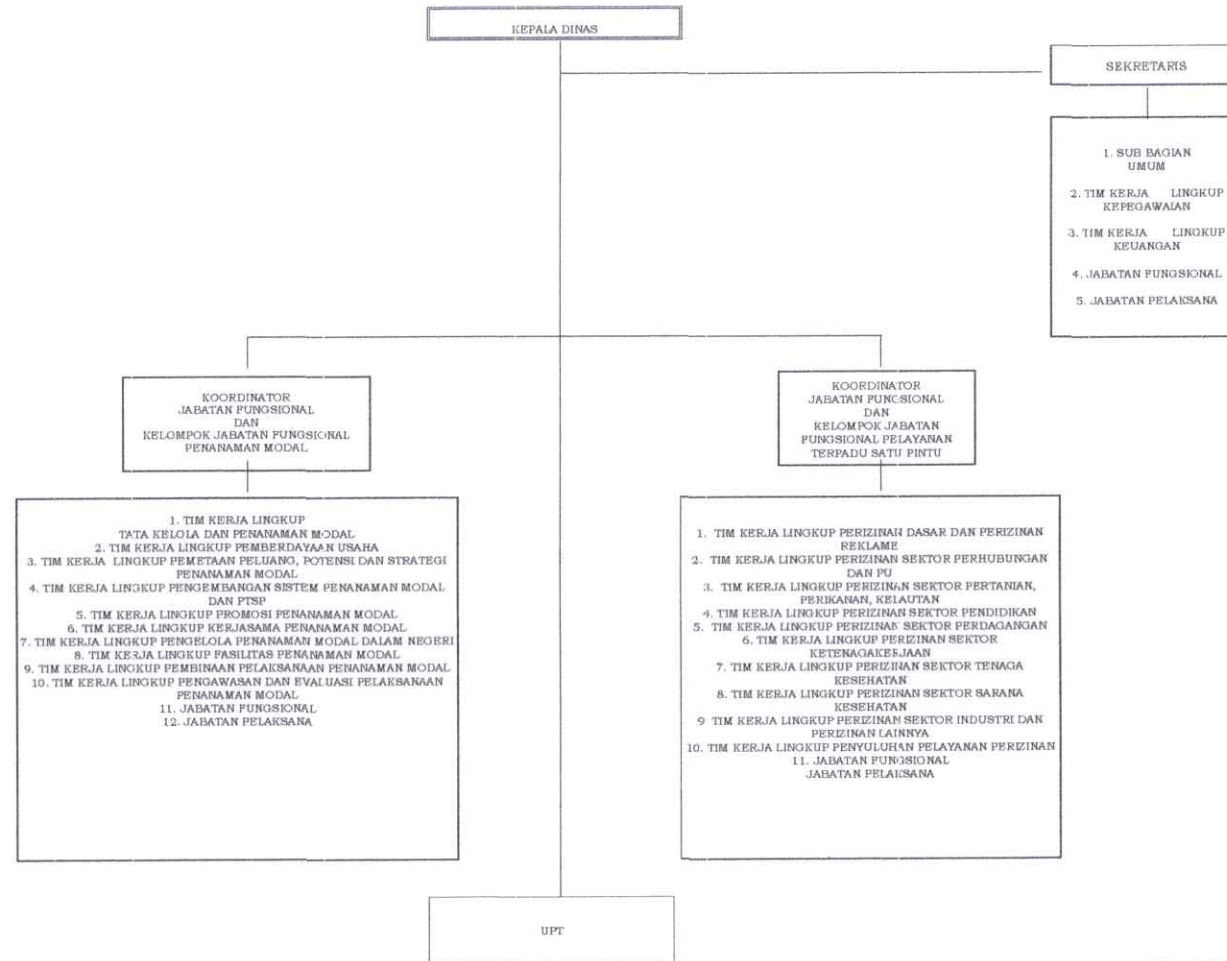 KEPALA DINAS
SEKRETARIS
1. SUB BAGIAN
UMUM
2. TIM KERJA LINGKUP
KEPEGAWAIAN
3. TIM KERJA LINGKUP
KEUANGAN
4. JABATAN FUNGSIONAL
5. JABATAN PELAKSANA
KOORDINATOR
JABATAN FUNGSIONAL
DAN
KELOMPOK JABATAN FUNGSIONAL
PENANAMAN MODAL
1. TIM KERJA LINGKUP
TATA KELOLA DAN PENANAMAN MODAL
2. TIM KERJA LINGKUP PEMBERDAYAAN USAHA
3. TIM KERJA LINGKUP PEMETAAN PELUANG, POTENSI DAN STRATEGI
PENANAMAN MODAL
4. TIM KERJA LINGKUP PENGEMBANGAN SISTEM PENANAMAN MODAL
DAN PTSP
5. TIM KERJA LINGKUP PROMOSI PENANAMAN MODAL
6. TIM KERJA LINGKUP KERJASAMA PENANAMAN MODAL
7. TIM KERJA LINGKUP PENGELOLA PENANAMAN MODAL DALAM NEGERI
8. TIM KERJA LINGKUP FASILITAS PENANAMAN MODAL
9. TIM KERJA LINGKUP PEMBINAAN PELAKSANAAN PENANAMAN MODAL
10. TIM KERJA LINGKUP PENGAWASAN DAN EVALUASI PELAKSANAAN
PENANAMAN MODAL
11. JABATAN FUNGSIONAL
12. JABATAN PELAKSANA
KOORDINATOR
JABATAN FUNGSIONAL
DAN
KELOMPOK JABATAN
FUNGSIONAL PELAYANAN
TERPADU SATU PINTU
1. TIM KERJA LINGKUP PERIZINAN DASAR DAN PERIZINAN
REKLAME
2. TIM KERJA LINGKUP PERIZINAN SEKTOR PERHUBUNGAN
DAN PU
3. TIM KERJA LINGKUP PERIZINAN SEKTOR PERTANIAN,
PERIKANAN, KELAUTAN
4. TIM KERJA LINGKUP PERIZINAN SEKTOR PENDIDIKAN
5. TIM KERJA LINGKUP PERIZINAN SEKTOR PERDAGANGAN
6. TIM KERJA LINGKUP PERIZINAN SEKTOR
KETENAGAKERJAAN
7. TIM KERJA LINGKUP PERIZINAN SEKTOR TENAGA
KESEHATAN
8. TIM KERJA LINGKUP PERIZINAN SEKTOR SARANA
KESEHATAN
9 TIM KERJA LINGKUP PERIZINAN SEKTOR INDUSTRI DAN
PERIZINAN LAINNYA
10. TIM KERJA LINGKUP PENYULUHAN PELAYANAN PERIZINAN
11. JABATAN FUNGSIONAL
JABATAN PELAKSANA
UPT